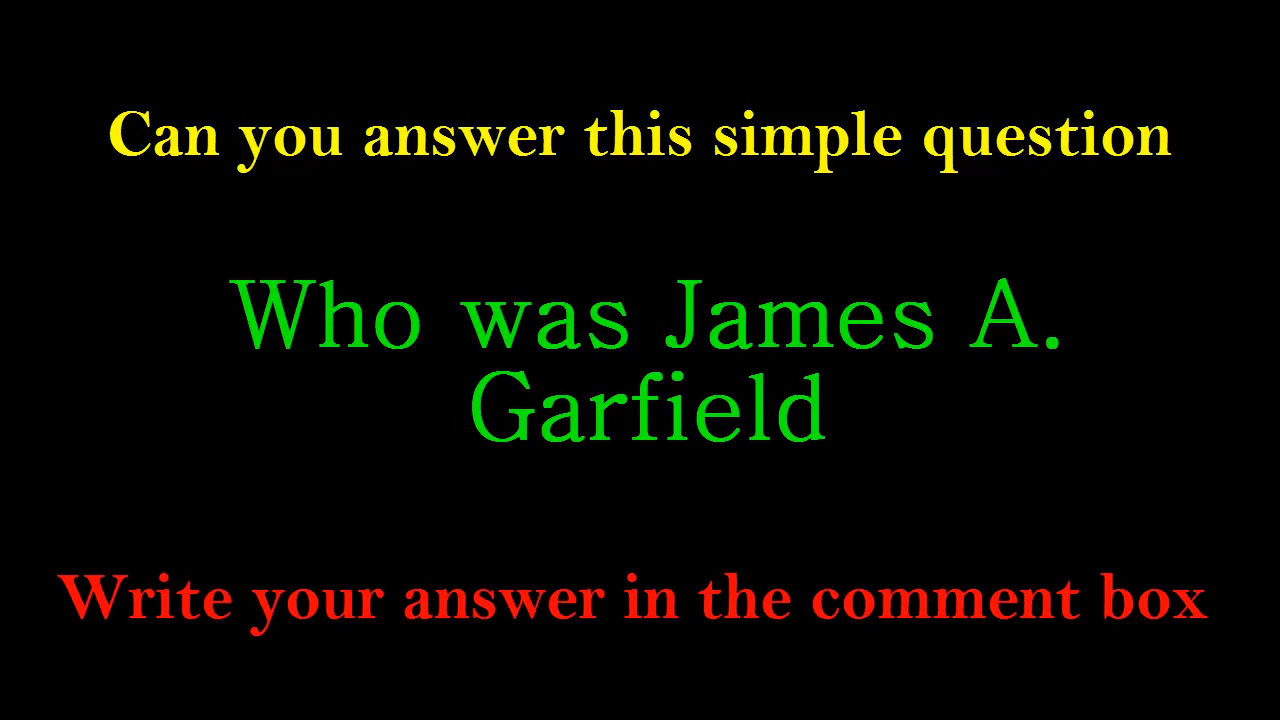 Can you answer this simple question
Who was James A.
Garfield
Write your answer in the comment box